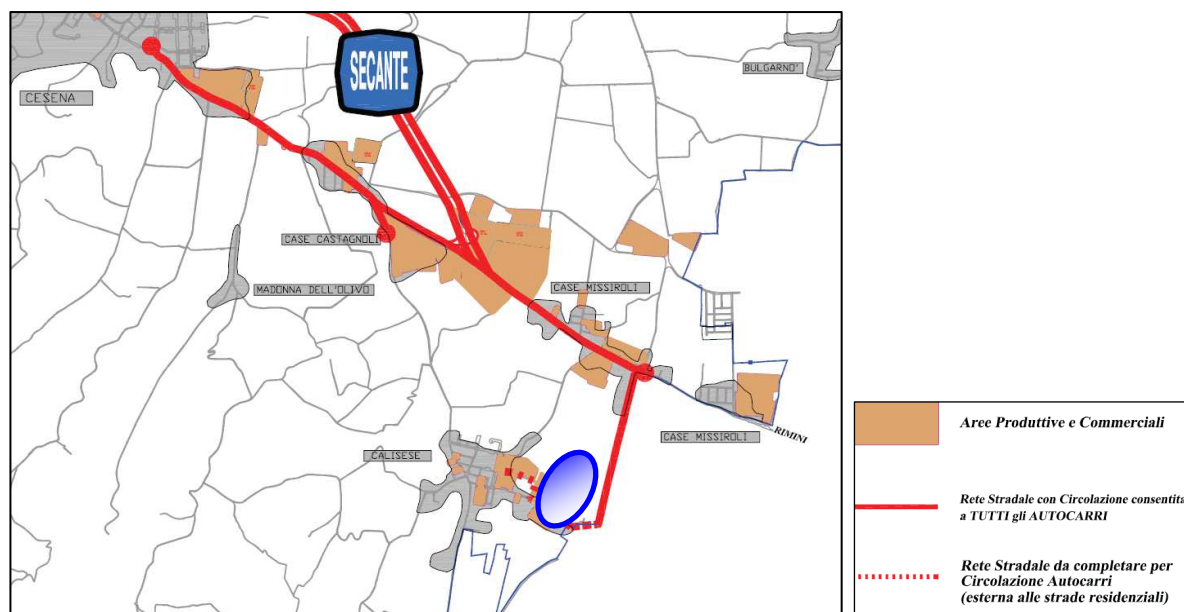 SECANTE
BULGARNO'
CESENA
CASE CASTAGNOLI
MADONNA DELL'OLIVO
CASE MISSIROLI
RIMINI
CASE MISSIROLI
CALISESE
Aree Produttive e Commerciali
Rete Stradale con Circolazione consentita
a TUTTI gli AUTOCARRI
Rete Stradale da completare per
Circolazione Autocarri
(esterna alle strade residenziali)